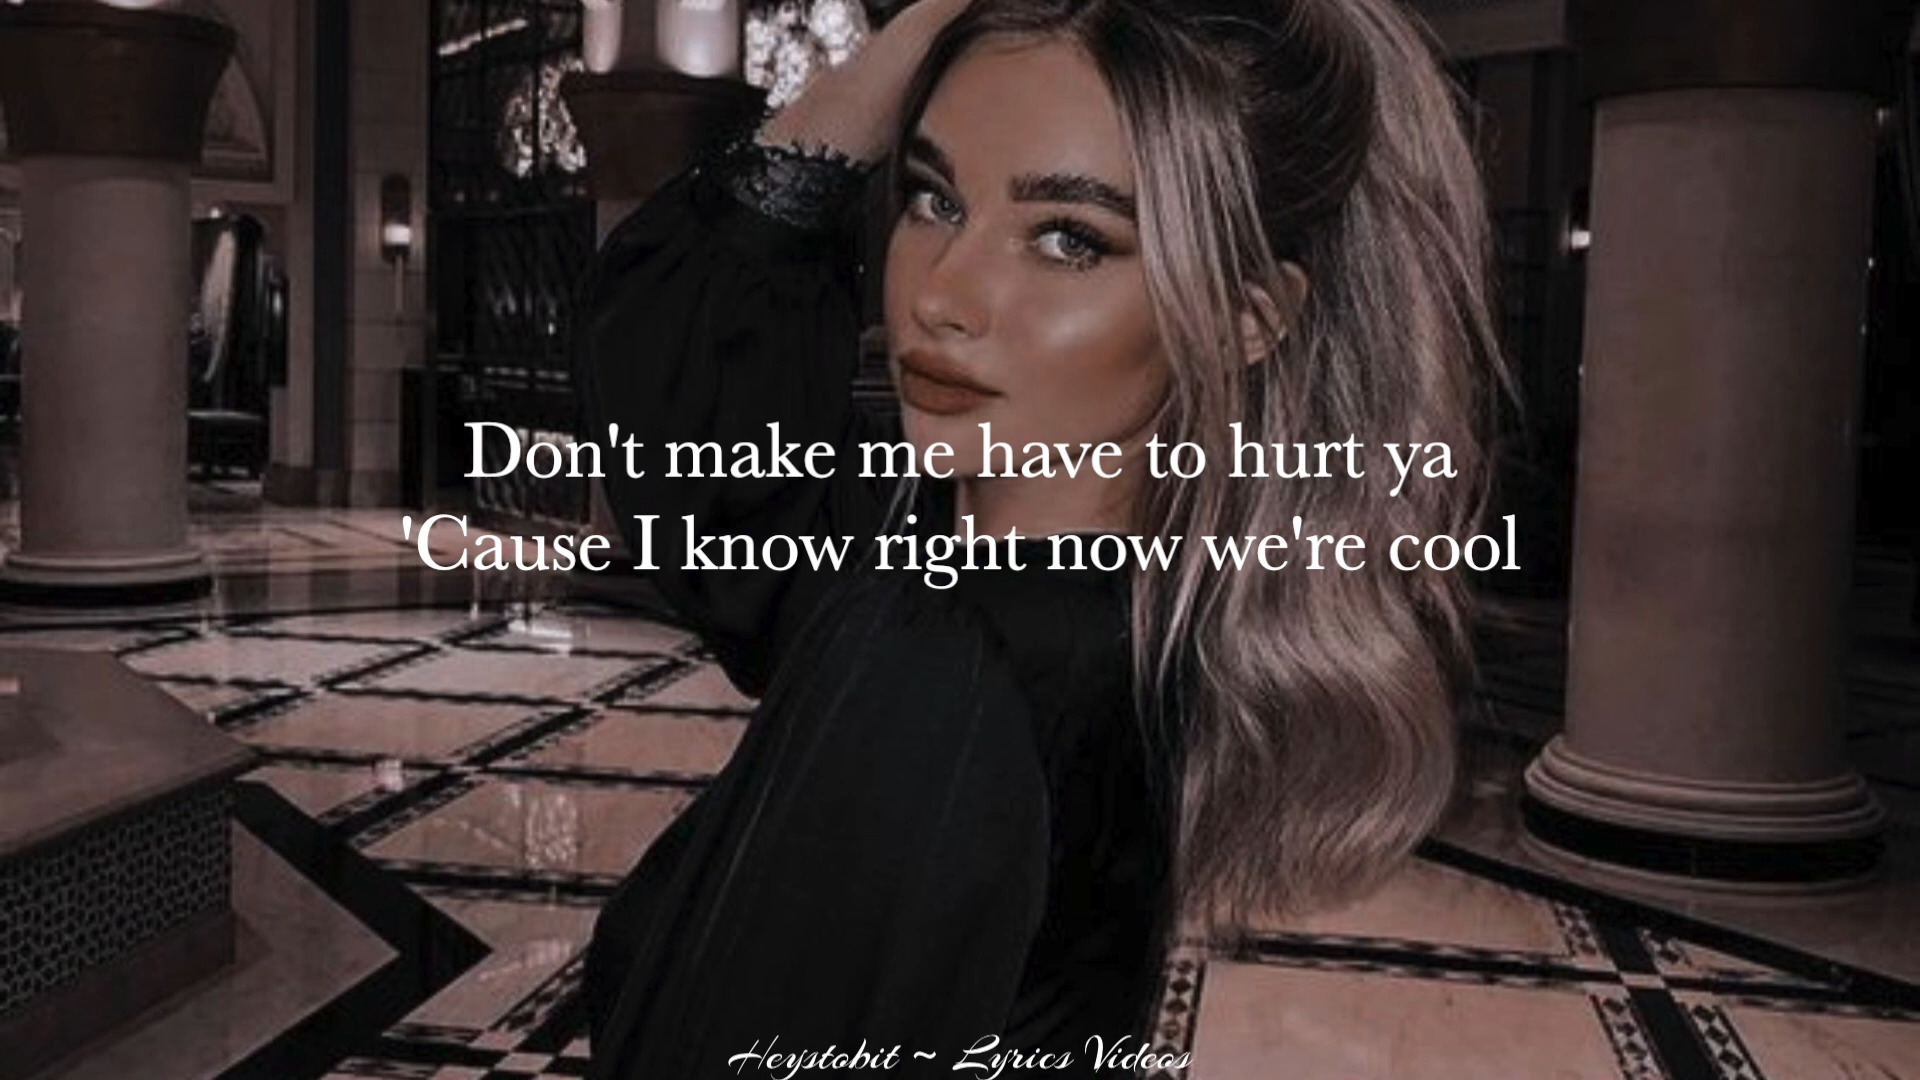 Don't make me have to hurt ya
'Cause I know right now we're cool
Heystobit ~ Lyrics Videos